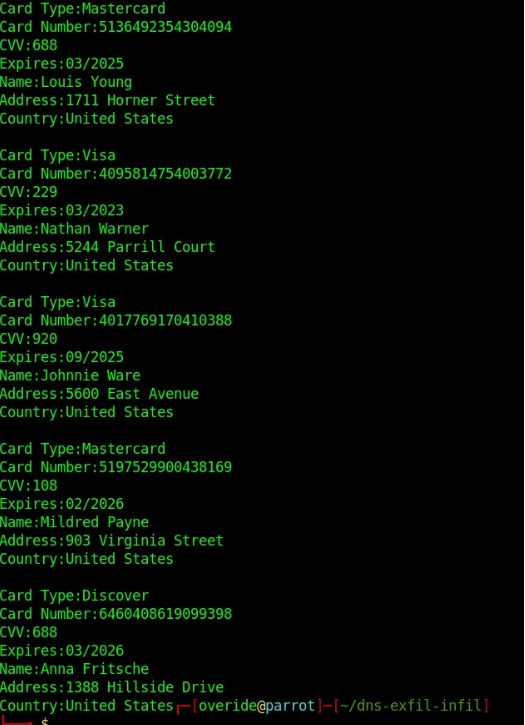 Card Type:Mastercard
Card Number:5136492354304094
CVV:688
Expires:03/2025
Name:Louis Young
Address:1711 Horner Street
Country:United States
Card Type:Visa
Card Number:4095814754003772
CVV:229
Expires:03/2023
Name:Nathan Warner
Address:5244 Parrill Court
Country:United States
Card Type:Visa
Card Number:4017769170410388
CVV:920
Expires:09/2025
Name:Johnnie Ware
Address:5600 East Avenue
Country:United States
Card Type:Mastercard
Card Number:5197529900438169
CVV:108
Expires:02/2026
Name:Mildred Payne
Address:903 Virginia Street
Country:United States
Card Type:Discover
Card Number:6460408619099398
CVV:688
Expires:03/2026
Name:Anna Fritsche
Address:1388 Hillside Drive
Country:United States┌─[overide@parrot]─[~/dns-exfil-infil]
└──╼ $